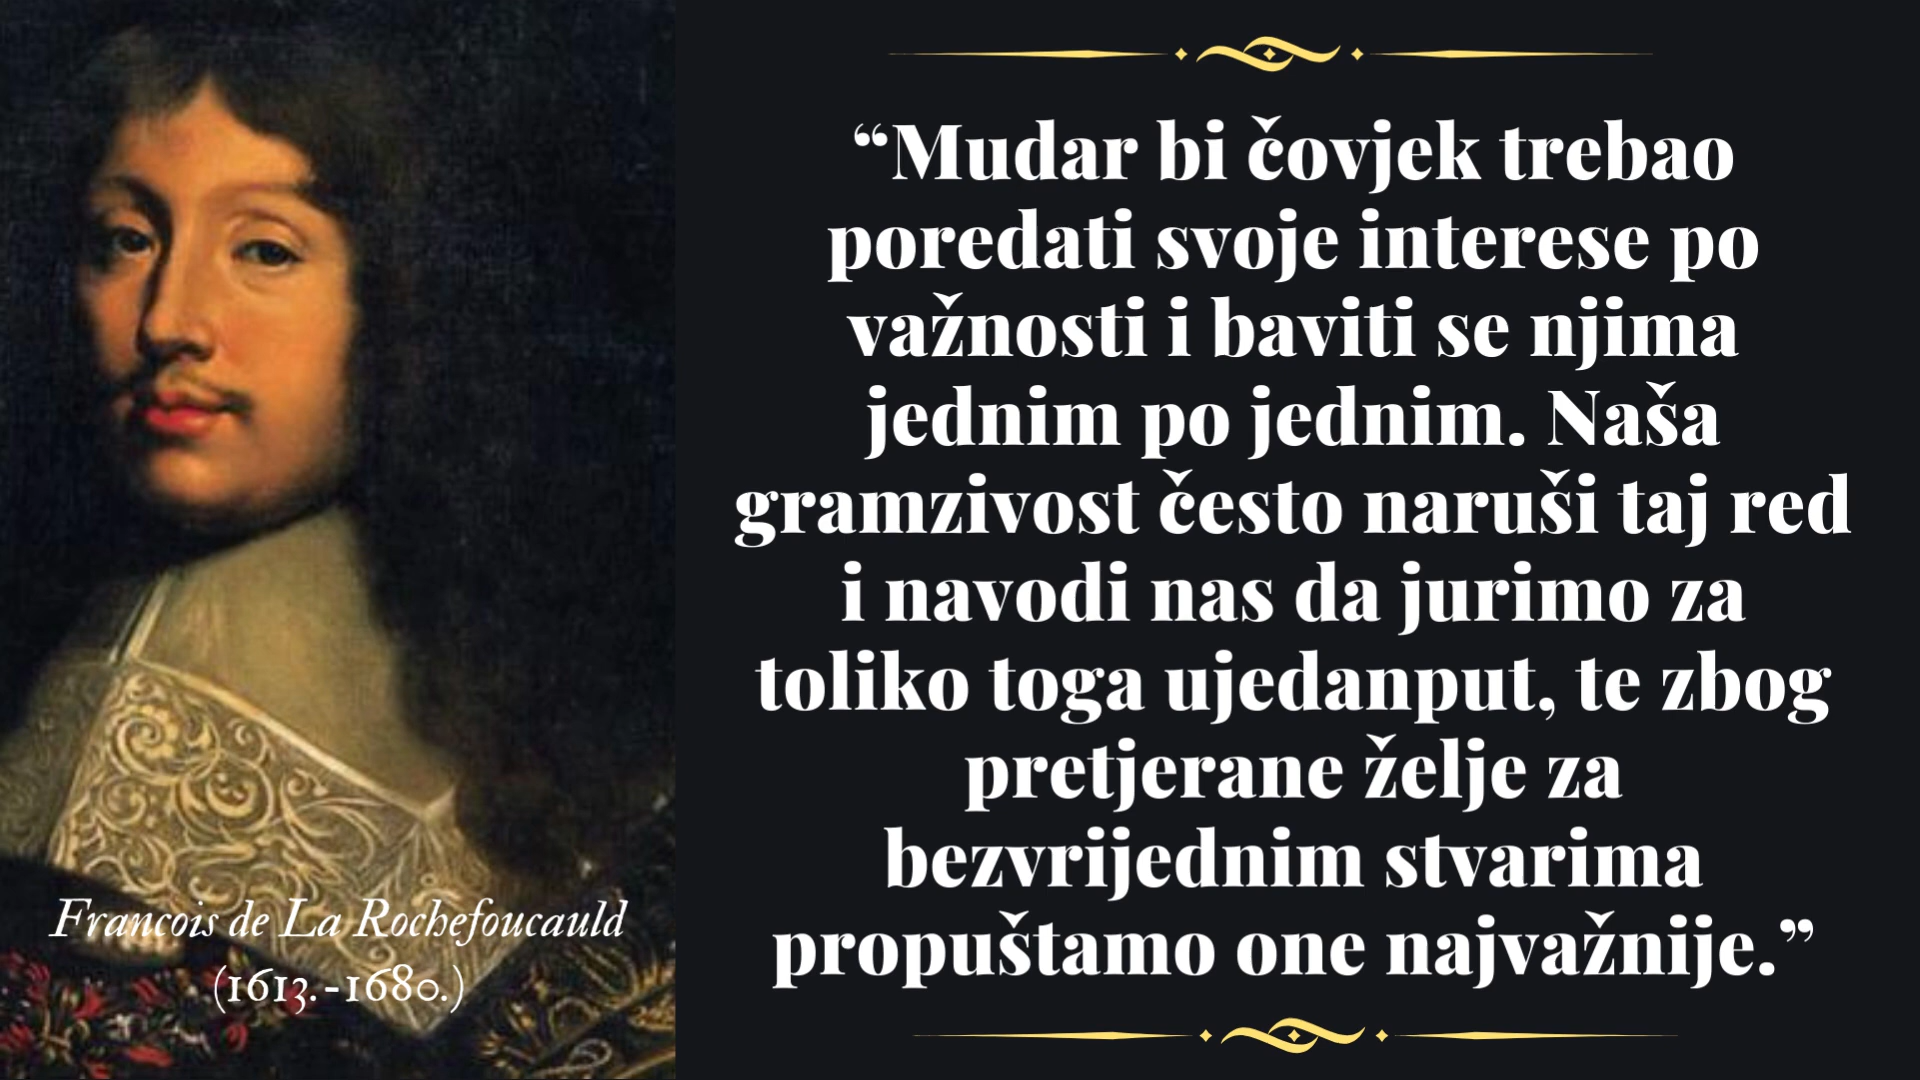 “Mudar bi čovjek trebao
poredati svoje interese po
važnosti i baviti se njima
jednim po jednim. Naša
gramzivost često naruši taj red
i navodi nas da jurimo za
toliko toga ujedanput, te zbog
pretjerane želje za
bezvrijednim stvarima
propuštamo one najvažnije.”
Francois de La Rochefoucauld
(1613.-1680.)